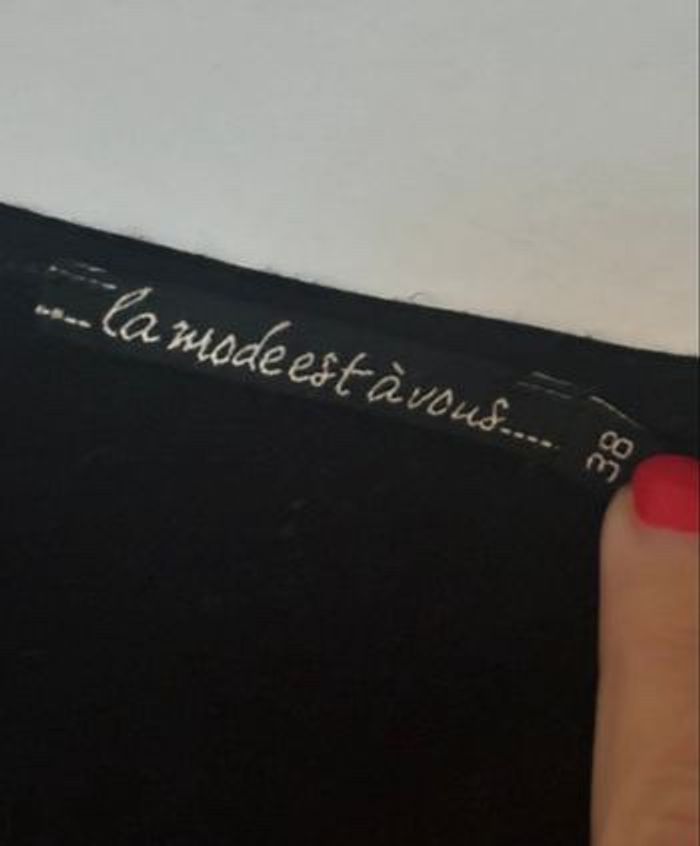 la mode est à vous....
38